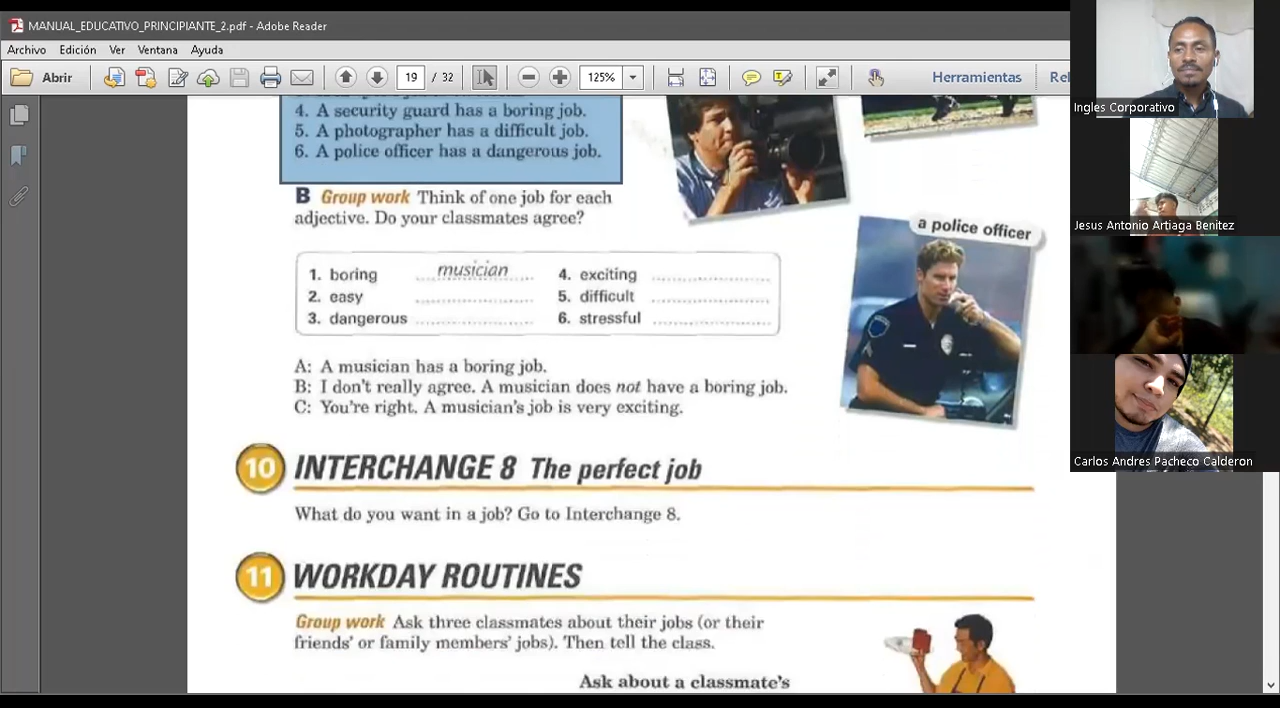 MANUAL_EDUCATIVO_PRINCIPIANTE_2.pdf - Adobe Reader
Archivo Edición Ver Ventana Ayuda
Abrir 19 / 32 125% Herramientas
4. A security guard has a boring job.
5. A photographer has a difficult job.
6. A police officer has a dangerous job.
B Group work Think of one job for each
adjective. Do your classmates agree?
a police officer
1. boring musician 4. exciting
2. easy 5. difficult
3. dangerous 6. stressful
A: A musician has a boring job.
B: I don't really agree. A musician does not have a boring job.
C: You're right. A musician's job is very exciting.
10 INTERCHANGE 8 The perfect job
What do you want in a job? Go to Interchange 8.
11 WORKDAY ROUTINES
Group work Ask three classmates about their jobs (or their
friends' or family members' jobs). Then tell the class.
Ask about a classmate's
Ingles Corporativo
Jesus Antonio Artiaga Benitez
Carlos Andres Pacheco Calderon